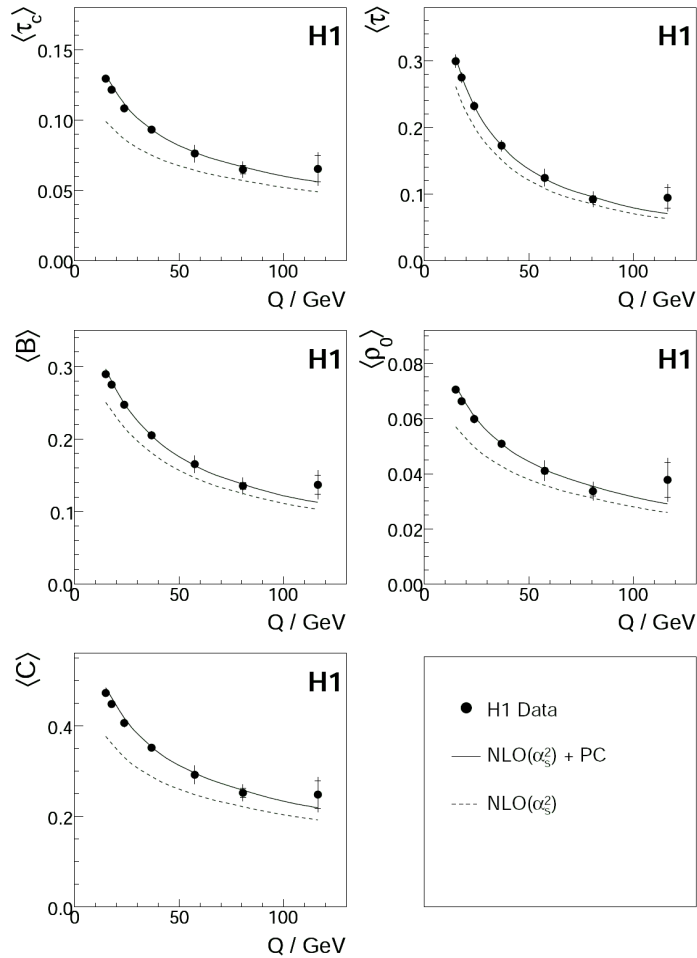 ⟨τc⟩
H1
0.15
0.10
0.05
0.00
0
50
100
Q / GeV
⟨τ⟩
H1
0.3
0.2
0.1
0.0
0
50
100
Q / GeV
⟨B⟩
H1
0.3
0.2
0.1
0.0
0
50
100
Q / GeV
⟨ρ0⟩
H1
0.08
0.06
0.04
0.02
0.00
0
50
100
Q / GeV
⟨C⟩
H1
0.4
0.2
0.0
0
50
100
Q / GeV
H1 Data
NLO(αs²) + PC
NLO(αs²)